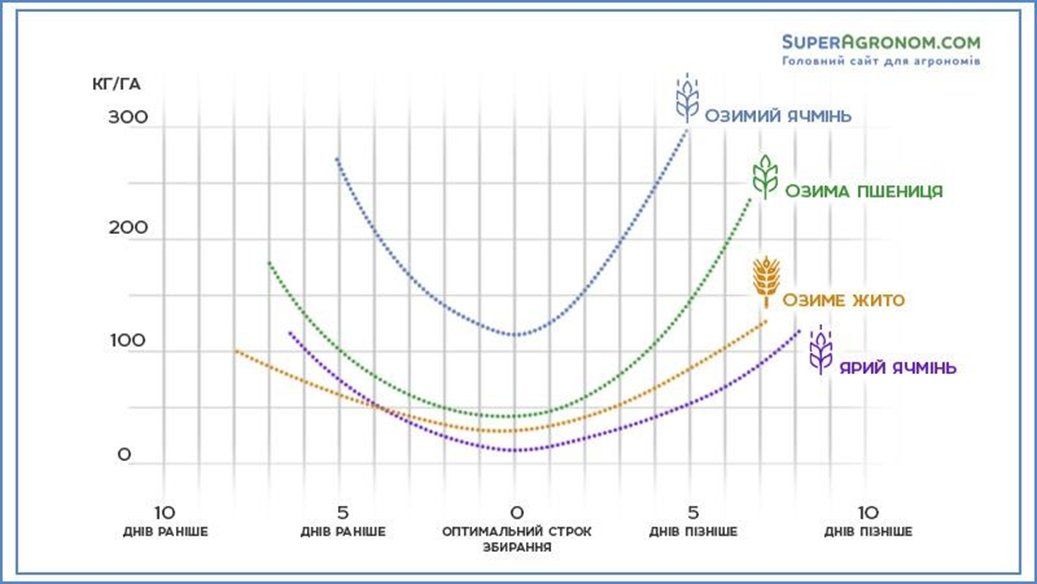 SUPERAGRONOM.COM
Головний сайт для агрономів
КГ/ГА
300
ОЗИМИЙ ЯЧМІНЬ
ОЗИМА ПШЕНИЦЯ
200
ОЗИМЕ ЖИТО
100
ЯРИЙ ЯЧМІНЬ
0
10 5 0 5 10
ДНІВ РАНІШЕ ДНІВ РАНІШЕ ОПТИМАЛЬНИЙ СТРОК ДНІВ ПІЗНІШЕ ДНІВ ПІЗНІШЕ
ЗБИРАННЯ